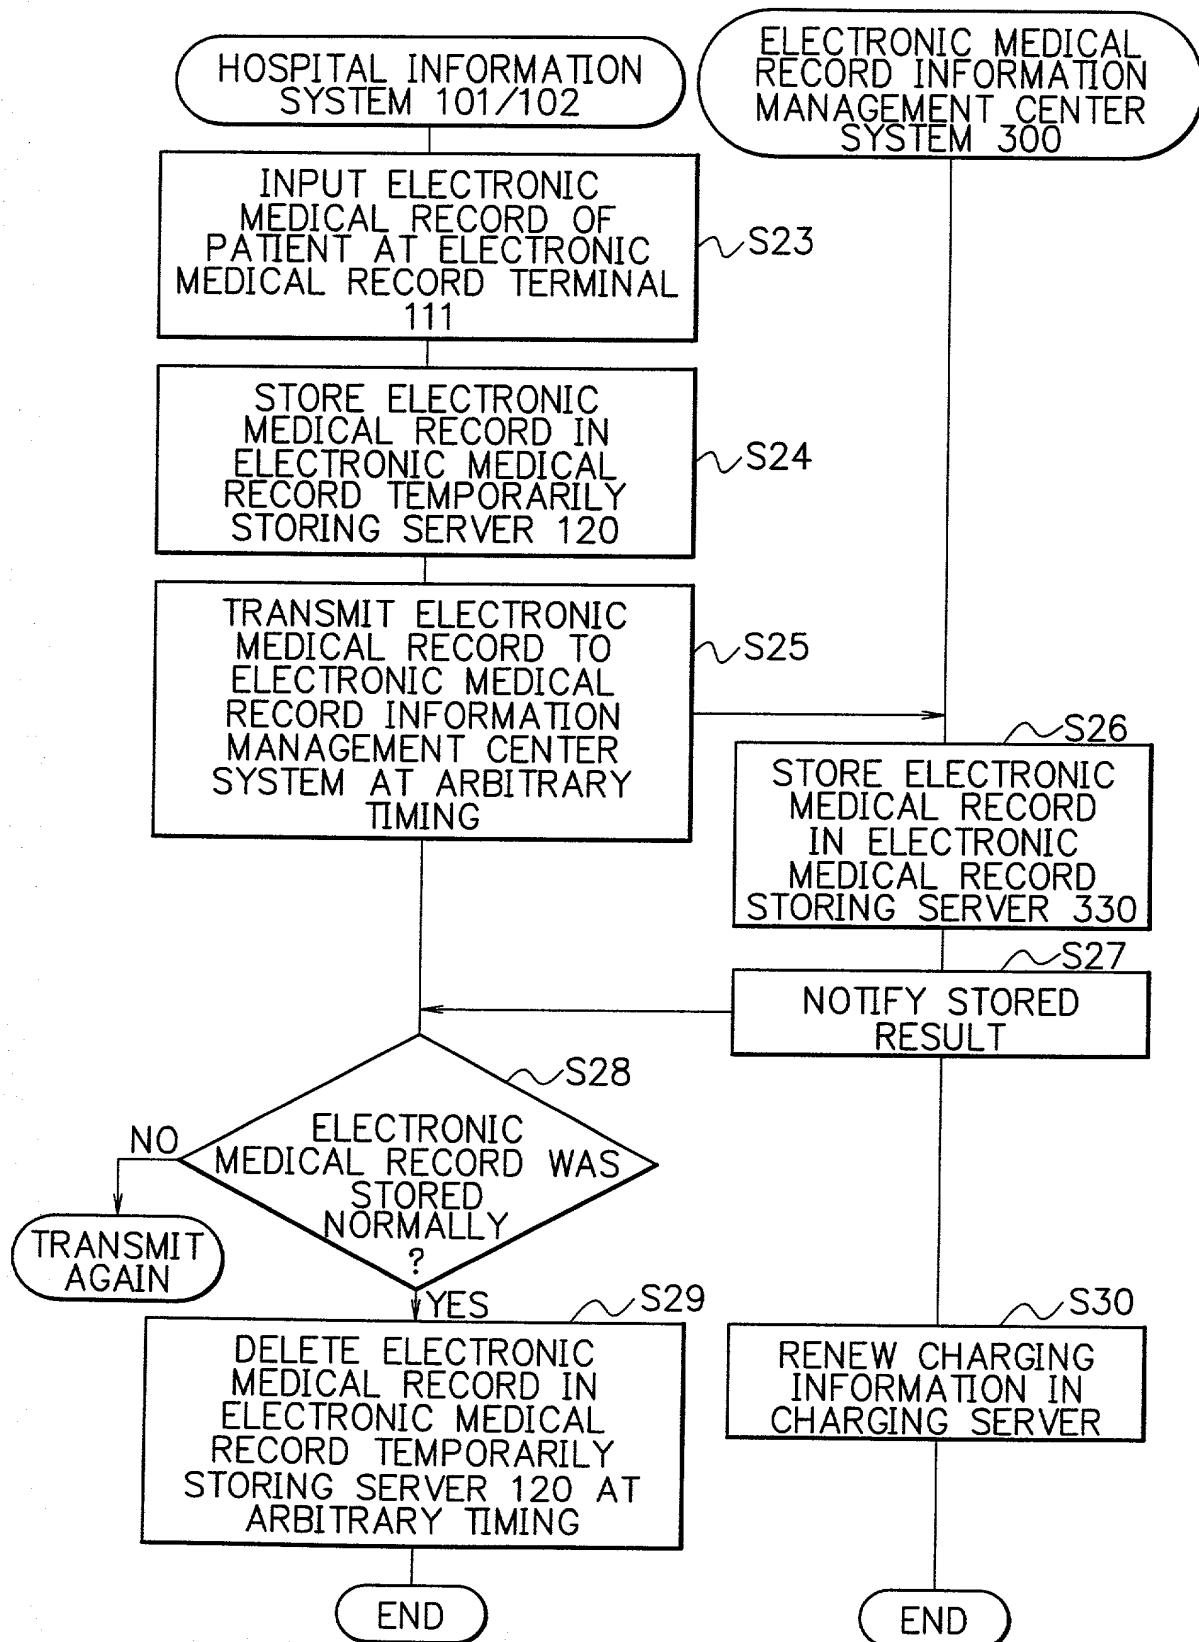 HOSPITAL INFORMATION
SYSTEM 101/102
ELECTRONIC MEDICAL
RECORD INFORMATION
MANAGEMENT CENTER
SYSTEM 300
INPUT ELECTRONIC
MEDICAL RECORD OF
PATIENT AT ELECTRONIC
MEDICAL RECORD TERMINAL
111
S23
STORE ELECTRONIC
MEDICAL RECORD IN
ELECTRONIC MEDICAL
RECORD TEMPORARILY
STORING SERVER 120
S24
TRANSMIT ELECTRONIC
MEDICAL RECORD TO
ELECTRONIC MEDICAL
RECORD INFORMATION
MANAGEMENT CENTER
SYSTEM AT ARBITRARY
TIMING
S25
S26
STORE ELECTRONIC
MEDICAL RECORD
IN ELECTRONIC
MEDICAL RECORD
STORING SERVER 330
S27
NOTIFY STORED
RESULT
S28
ELECTRONIC
MEDICAL RECORD WAS
STORED
NORMALLY
?
NO
TRANSMIT
AGAIN
YES
S29
DELETE ELECTRONIC
MEDICAL RECORD IN
ELECTRONIC MEDICAL
RECORD TEMPORARILY
STORING SERVER 120 AT
ARBITRARY TIMING
S30
RENEW CHARGING
INFORMATION IN
CHARGING SERVER
END
END